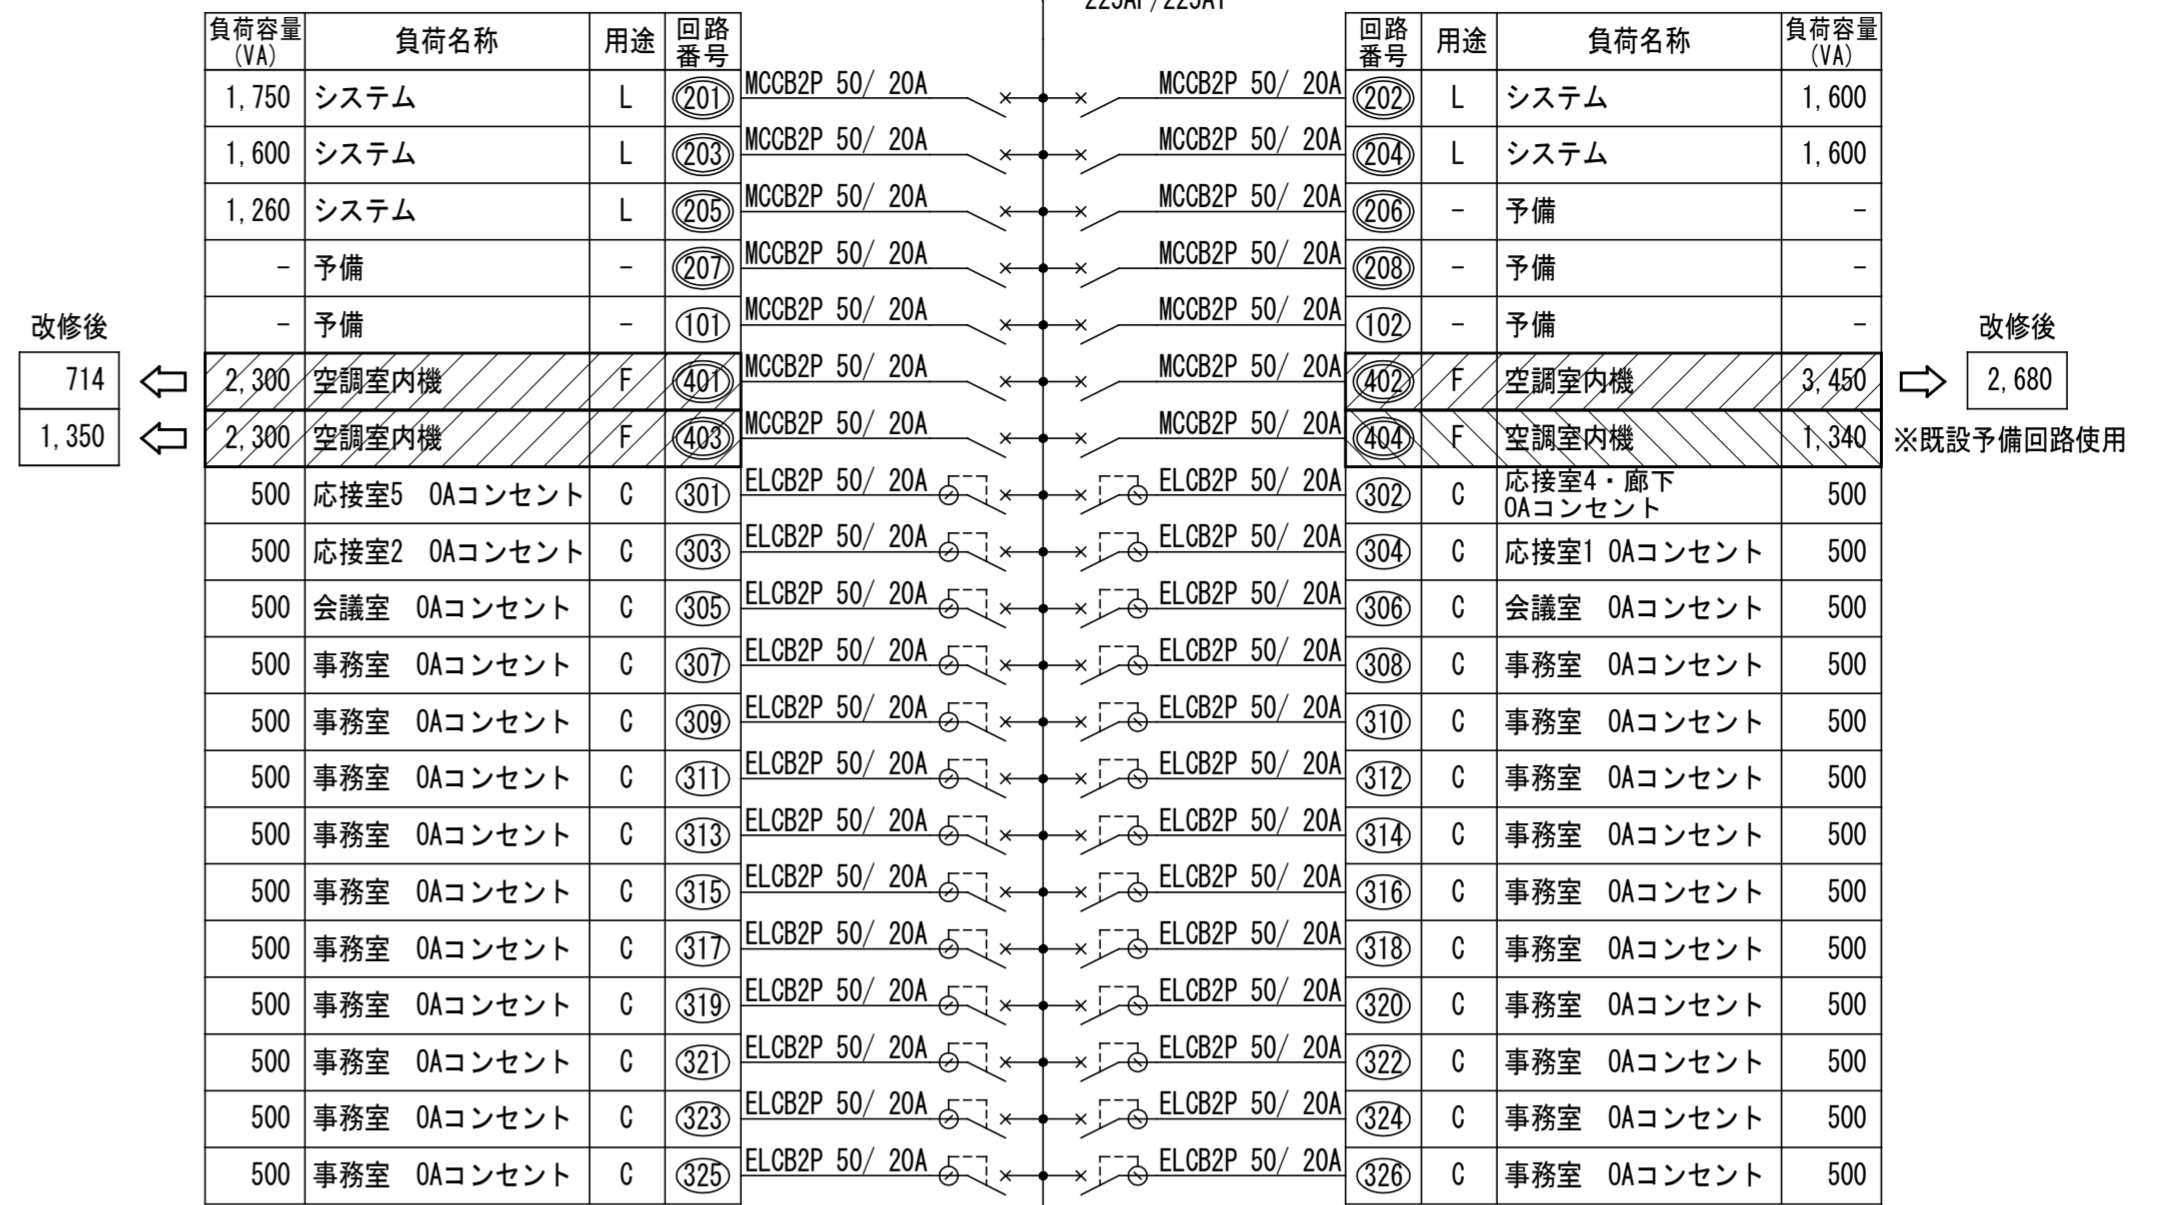 225AF/225AT
負荷容量(VA) 負荷名称 用途 回路番号 回路番号 用途 負荷名称 負荷容量(VA)
1,750 システム L 201 MCCB2P 50/ 20A MCCB2P 50/ 20A 202 L システム 1,600
1,600 システム L 203 MCCB2P 50/ 20A MCCB2P 50/ 20A 204 L システム 1,600
1,260 システム L 205 MCCB2P 50/ 20A MCCB2P 50/ 20A 206 - 予備 -
- 予備 - 207 MCCB2P 50/ 20A MCCB2P 50/ 20A 208 - 予備 -
改修後 - 予備 - 101 MCCB2P 50/ 20A MCCB2P 50/ 20A 102 - 予備 - 改修後
714 2,300 空調室内機 F 401 MCCB2P 50/ 20A MCCB2P 50/ 20A 402 F 空調室内機 3,450 2,680
1,350 2,300 空調室内機 F 403 MCCB2P 50/ 20A MCCB2P 50/ 20A 404 F 空調室内機 1,340 ※既設予備回路使用
500 応接室5 OAコンセント C 301 ELCB2P 50/ 20A ELCB2P 50/ 20A 302 C 応接室4・廊下 OAコンセント 500
500 応接室2 OAコンセント C 303 ELCB2P 50/ 20A ELCB2P 50/ 20A 304 C 応接室1 OAコンセント 500
500 会議室 OAコンセント C 305 ELCB2P 50/ 20A ELCB2P 50/ 20A 306 C 会議室 OAコンセント 500
500 事務室 OAコンセント C 307 ELCB2P 50/ 20A ELCB2P 50/ 20A 308 C 事務室 OAコンセント 500
500 事務室 OAコンセント C 309 ELCB2P 50/ 20A ELCB2P 50/ 20A 310 C 事務室 OAコンセント 500
500 事務室 OAコンセント C 311 ELCB2P 50/ 20A ELCB2P 50/ 20A 312 C 事務室 OAコンセント 500
500 事務室 OAコンセント C 313 ELCB2P 50/ 20A ELCB2P 50/ 20A 314 C 事務室 OAコンセント 500
500 事務室 OAコンセント C 315 ELCB2P 50/ 20A ELCB2P 50/ 20A 316 C 事務室 OAコンセント 500
500 事務室 OAコンセント C 317 ELCB2P 50/ 20A ELCB2P 50/ 20A 318 C 事務室 OAコンセント 500
500 事務室 OAコンセント C 319 ELCB2P 50/ 20A ELCB2P 50/ 20A 320 C 事務室 OAコンセント 500
500 事務室 OAコンセント C 321 ELCB2P 50/ 20A ELCB2P 50/ 20A 322 C 事務室 OAコンセント 500
500 事務室 OAコンセント C 323 ELCB2P 50/ 20A ELCB2P 50/ 20A 324 C 事務室 OAコンセント 500
500 事務室 OAコンセント C 325 ELCB2P 50/ 20A ELCB2P 50/ 20A 326 C 事務室 OAコンセント 500